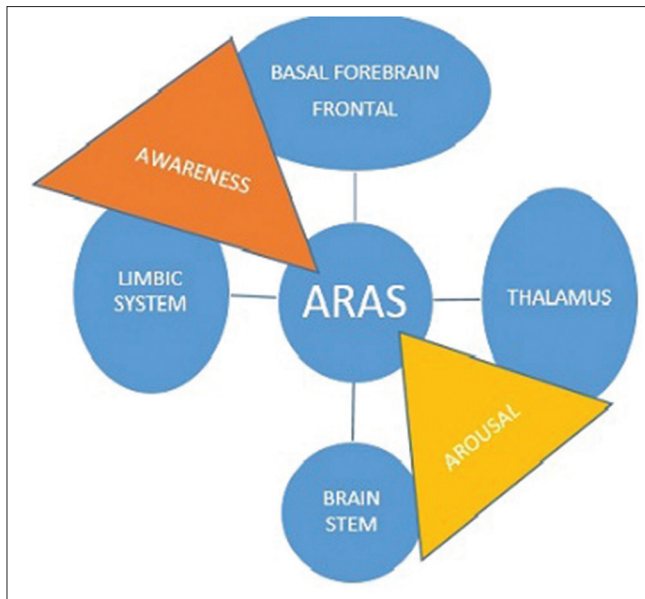 BASAL FOREBRAIN
FRONTAL
AWARENESS
LIMBIC
SYSTEM
ARAS
THALAMUS
AROUSAL
BRAIN
STEM